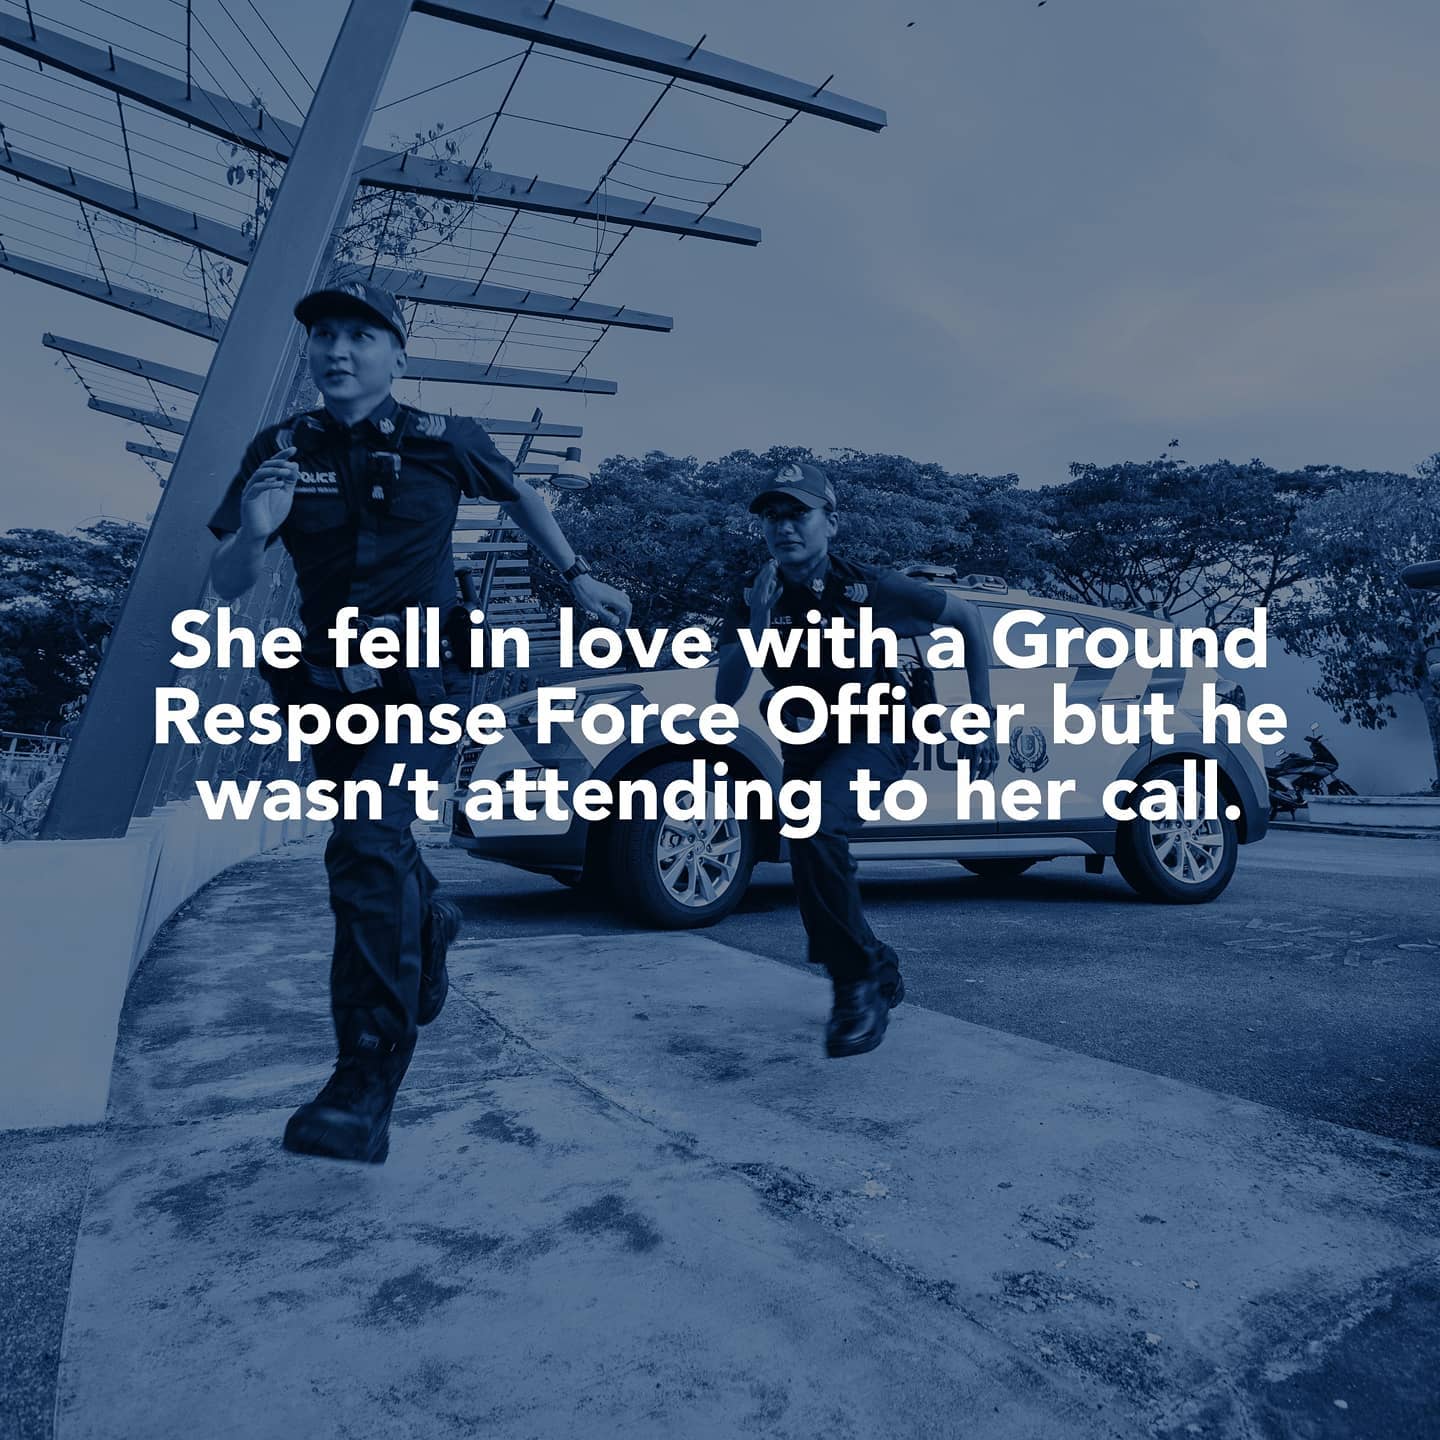 She fell in love with a Ground
Response Force Officer but he
wasn’t attending to her call.
POLICE